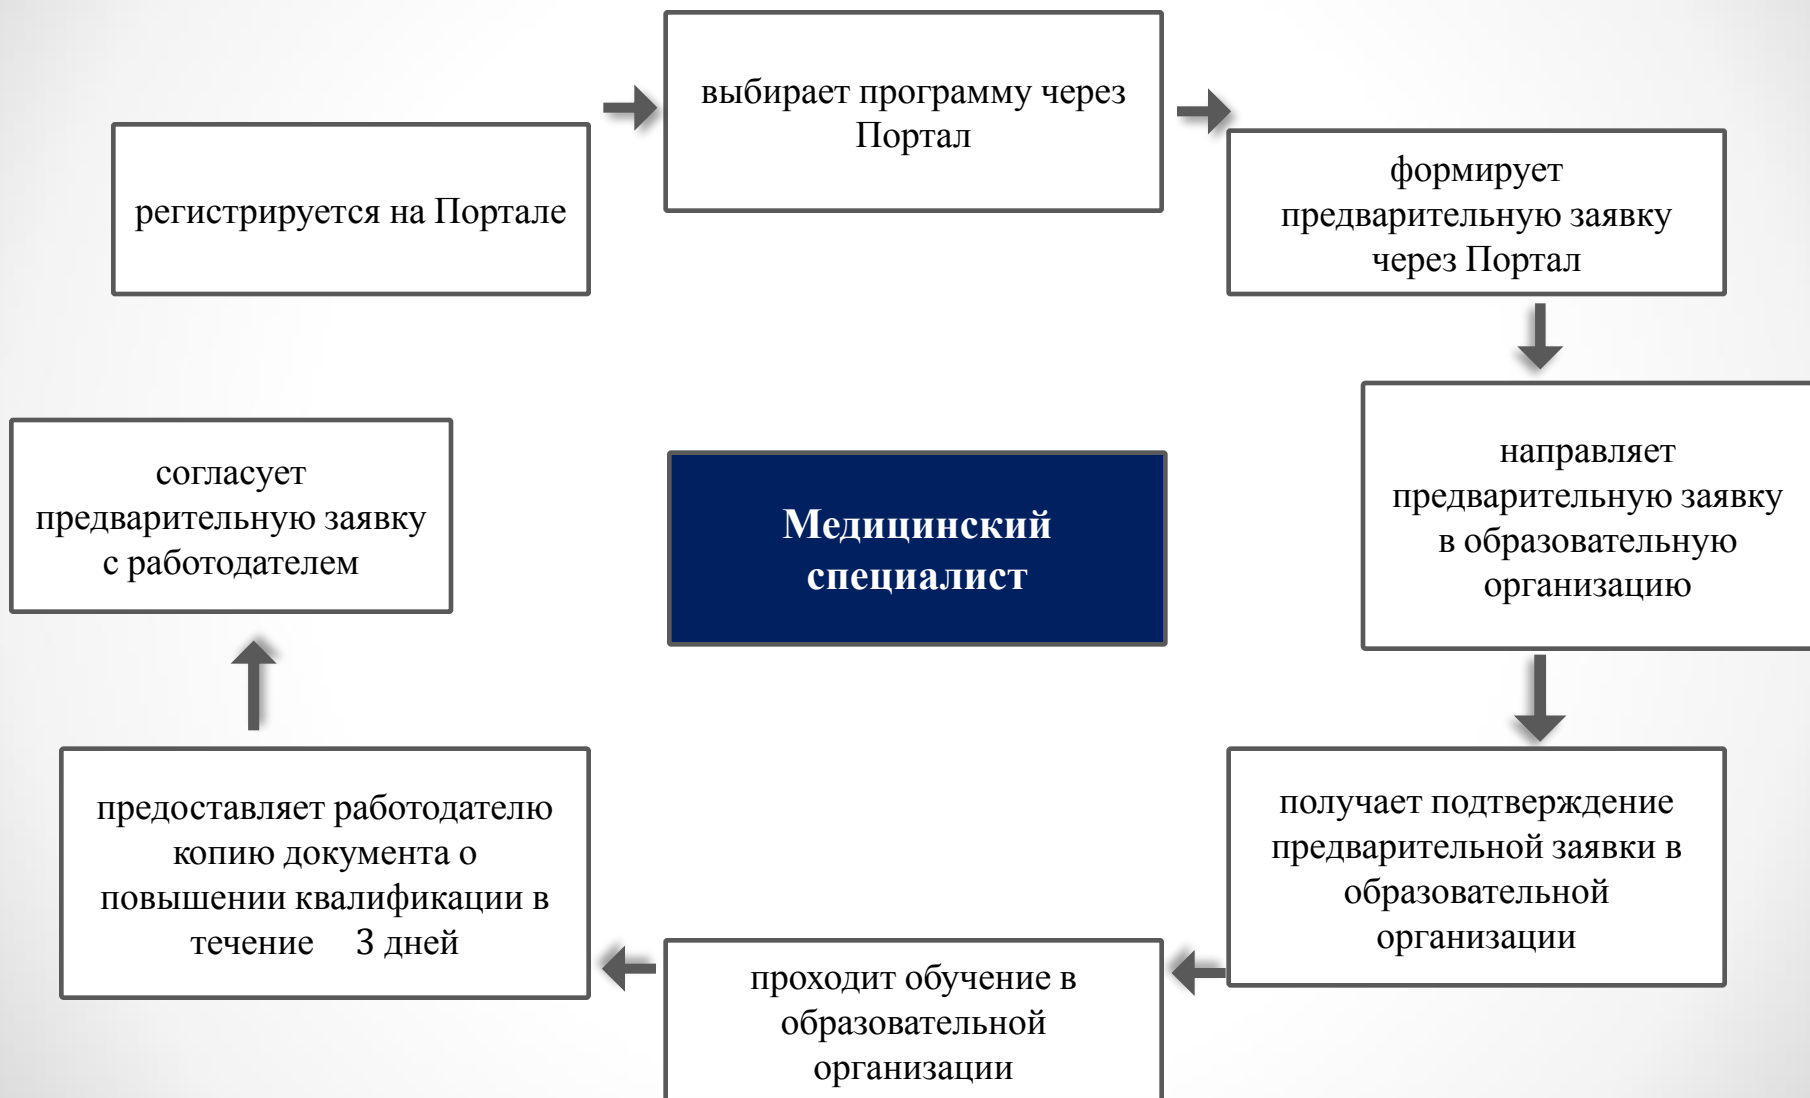 регистрируется на Портале
выбирает программу через
Портал
формирует
предварительную заявку
через Портал
направляет
предварительную заявку
в образовательную
организацию
получает подтверждение
предварительной заявки в
образовательной
организации
проходит обучение в
образовательной
организации
предоставляет работодателю
копию документа о
повышении квалификации в
течение 3 дней
согласует
предварительную заявку
с работодателем
Медицинский
специалист